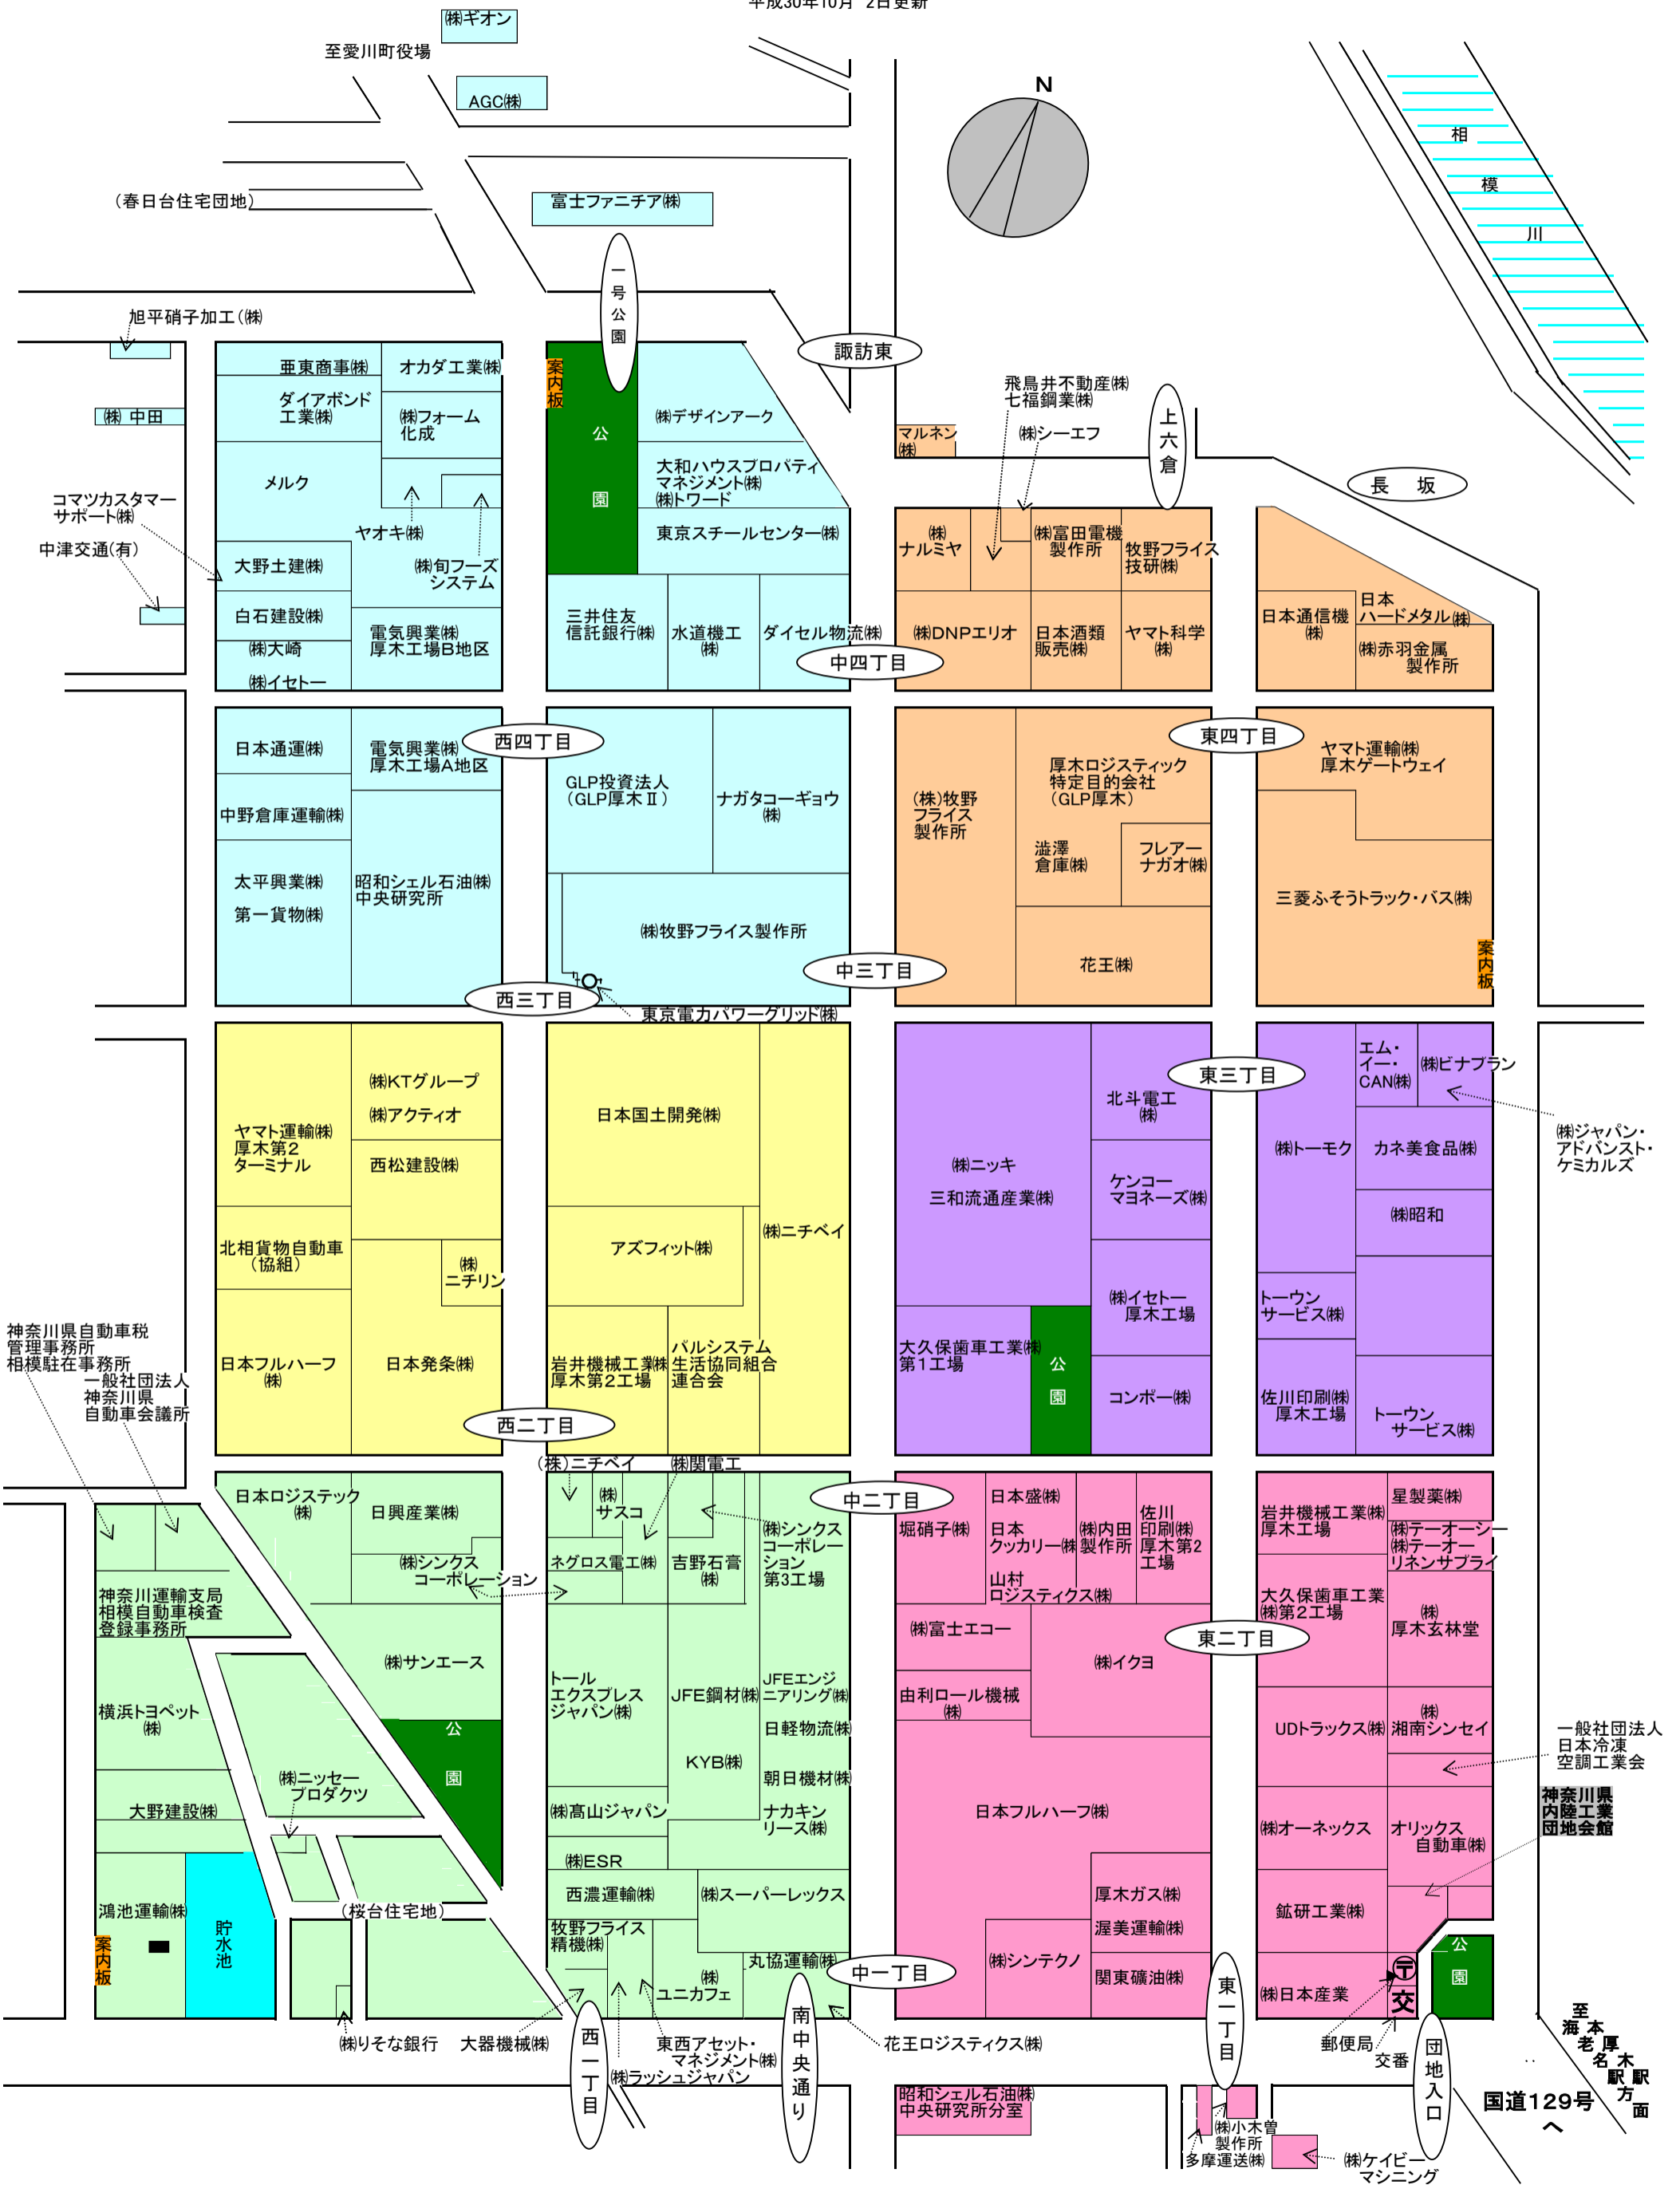 平成30年10月 2日更新
㈱ギオン
至愛川町役場
AGC㈱
N
（春日台住宅団地）
富士ファニチア㈱
相
模
川
一号公園
旭平硝子加工（㈱
諏訪東
亜東商事㈱
オカダ工業㈱
案内板
ダイアボンド
工業㈱
㈱フォーム
化成
㈱デザインアーク
公
園
飛鳥井不動産㈱
七福鋼業㈱
㈱シーエフ
上六倉
マルネン
㈱
㈱ 中田
メルク
大和ハウスプロパティ
マネジメント㈱
㈱トワード
長　坂
コマツカスタマー
サポート㈱
中津交通(有)
ヤオキ㈱
東京スチールセンター㈱
㈱
ナルミヤ
㈱富田電機
製作所
牧野フライス
技研㈱
大野土建㈱
㈱旬フーズ
システム
白石建設㈱
電気興業㈱
厚木工場B地区
㈱大崎
㈱イセトー
三井住友
信託銀行㈱
水道機工
㈱
ダイセル物流㈱
中四丁目
㈱DNPエリオ
日本酒類
販売㈱
ヤマト科学
㈱
日本通信機
㈱
日本
ハードメタル㈱
㈱赤羽金属
製作所
日本通運㈱
電気興業㈱
厚木工場A地区
西四丁目
東四丁目
GLP投資法人
（GLP厚木Ⅱ）
ナガタコーギョウ
㈱
（株）牧野
フライス
製作所
厚木ロジスティック
特定目的会社
（GLP厚木）
ヤマト運輸㈱
厚木ゲートウェイ
中野倉庫運輸㈱
澁澤
倉庫㈱
フレアー
ナガオ㈱
太平興業㈱
第一貨物㈱
昭和シェル石油㈱
中央研究所
㈱牧野フライス製作所
三菱ふそうトラック・バス㈱
花王㈱
案内板
中三丁目
西三丁目
東京電力パワーグリッド㈱
㈱KTグループ
㈱アクティオ
日本国土開発㈱
北斗電工
㈱
東三丁目
エム・
イー・
CAN㈱
㈱ビナプラン
ヤマト運輸㈱
厚木第2
ターミナル
西松建設㈱
㈱ニッキ
三和流通産業㈱
ケンコー
マヨネーズ㈱
㈱トーモク
カネ美食品㈱
㈱ジャパン・
アドバンスト・
ケミカルズ
㈱昭和
北相貨物自動車
（協組）
㈱
ニチリン
アズフィット㈱
㈱ニチベイ
㈱イセトー
厚木工場
トーウン
サービス㈱
神奈川県自動車税
管理事務所
相模駐在事務所
一般社団法人
神奈川県
自動車会議所
日本フルハーフ
㈱
日本発条㈱
岩井機械工業㈱
厚木第2工場
パルシステム
生活協同組合
連合会
大久保歯車工業㈱
第1工場
公
園
コンボー㈱
佐川印刷㈱
厚木工場
トーウン
サービス㈱
西二丁目
（株）ニチベイ
㈱関電工
日本ロジステック
㈱
日興産業㈱
㈱
サスコ
中二丁目
㈱シンクス
コーポレーション
ネグロス電工㈱
吉野石膏
㈱
㈱シンクス
コーポレー
ション
第3工場
堀硝子㈱
日本盛㈱
日本
クッカリー㈱
山村
ロジスティクス㈱
㈱内田
製作所
佐川
印刷㈱
厚木第2
工場
岩井機械工業㈱
厚木工場
星製薬㈱
㈱テーオーシー
㈱テーオー
リネンサプライ
神奈川運輸支局
相模自動車検査
登録事務所
㈱富士エコー
東二丁目
大久保歯車工業
㈱第2工場
㈱
厚木玄林堂
㈱サンエース
トール
エクスプレス
ジャパン㈱
JFE鋼材㈱
JFEエンジ
ニアリング㈱
日軽物流㈱
㈱イクヨ
横浜トヨペット
㈱
由利ロール機械
㈱
UDトラックス㈱
㈱
湘南シンセイ
一般社団法人
日本冷凍
空調工業会
公
園
KYB㈱
朝日機材㈱
㈱ニッセー
プロダクツ
大野建設㈱
㈱髙山ジャパン
ナカキン
リース㈱
日本フルハーフ㈱
㈱オーネックス
オリックス
自動車㈱
神奈川県
内陸工業
団地会館
㈱ESR
西濃運輸㈱
㈱スーパーレックス
厚木ガス㈱
渥美運輸㈱
鉱研工業㈱
鴻池運輸㈱
貯水池
（桜台住宅地）
牧野フライス
精機㈱
丸協運輸㈱
㈱
ユニカフェ
中一丁目
㈱シンテクノ
関東礦油㈱
㈱日本産業
〒
交
公
園
案内板
東一丁目
㈱りそな銀行
大器機械㈱
西一丁目
東西アセット・
マネジメント㈱
㈱ラッシュジャパン
南中央通り
花王ロジスティクス㈱
郵便局
交番
団地入口
至
海老名駅方面
本厚木駅
国道129号
へ
昭和シェル石油㈱
中央研究所分室
㈱小木曽
製作所
多摩運送㈱
㈱ケイビー
マシニング